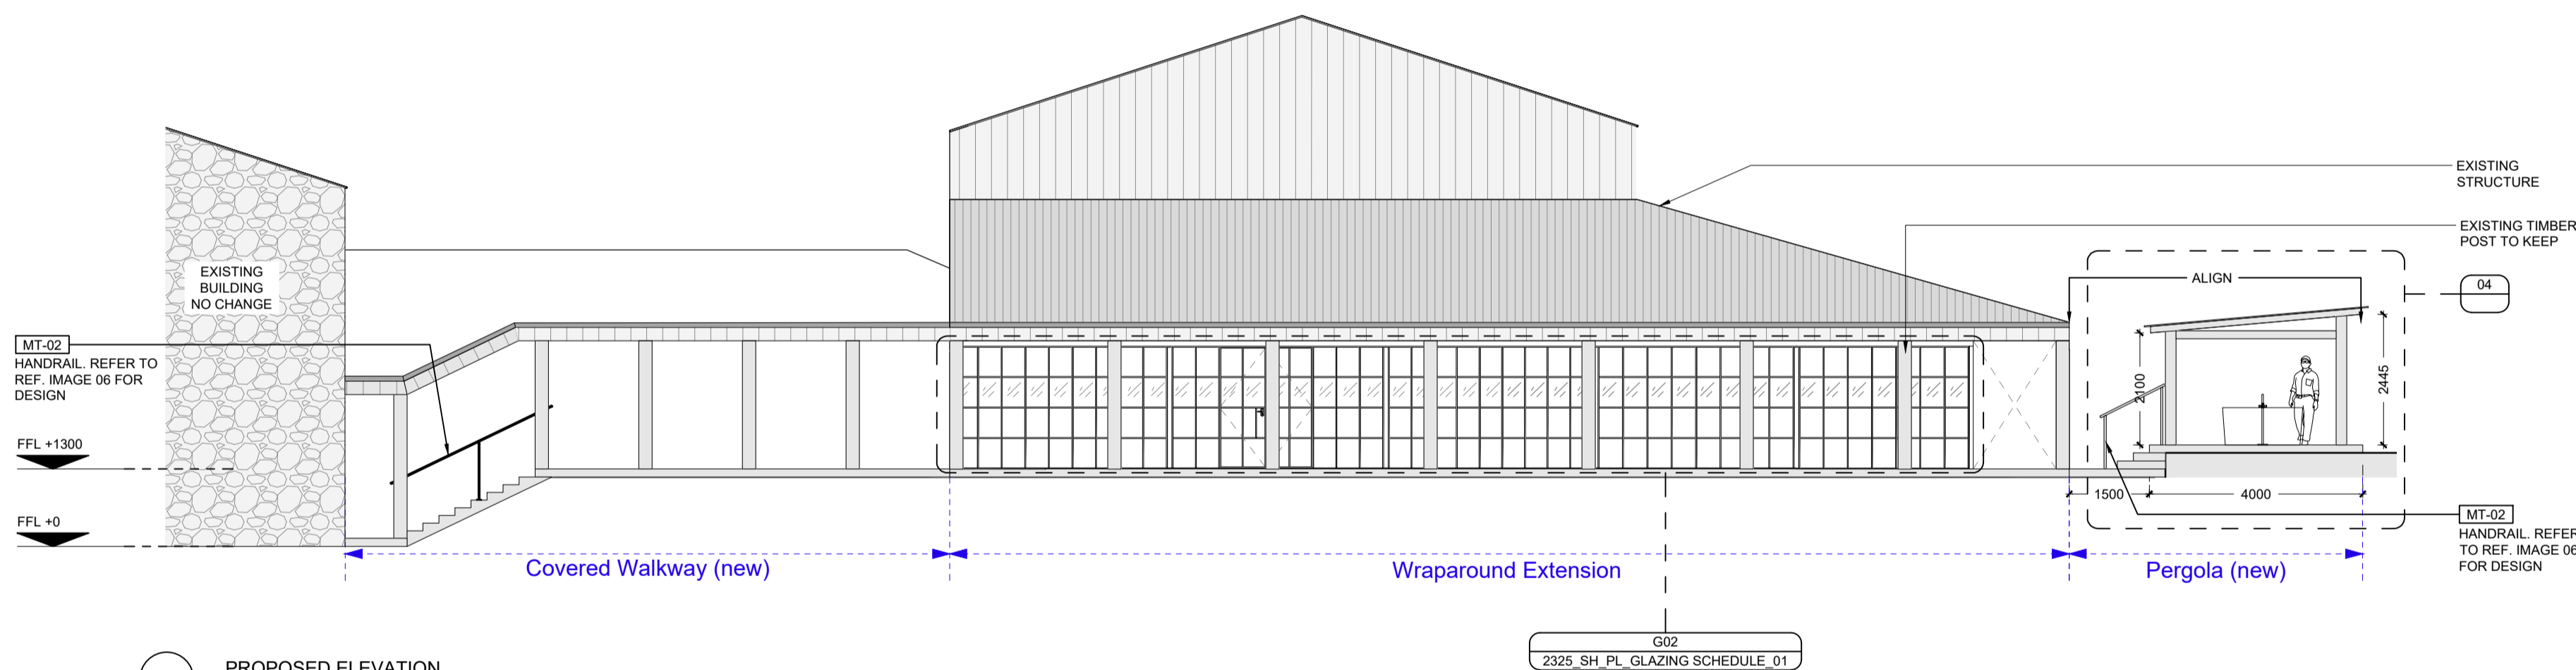 EXISTING
STRUCTURE
EXISTING TIMBER
POST TO KEEP
EXISTING
BUILDING
NO CHANGE
ALIGN
04
MT-02
HANDRAIL. REFER TO
REF. IMAGE 06 FOR
DESIGN
2100
2445
FFL +1300
1500
4000
FFL +0
MT-02
HANDRAIL. REFER
TO REF. IMAGE 06
FOR DESIGN
Covered Walkway (new)
Wraparound Extension
Pergola (new)
G02
2325_SH_PL_GLAZING SCHEDULE_01
PROPOSED ELEVATION